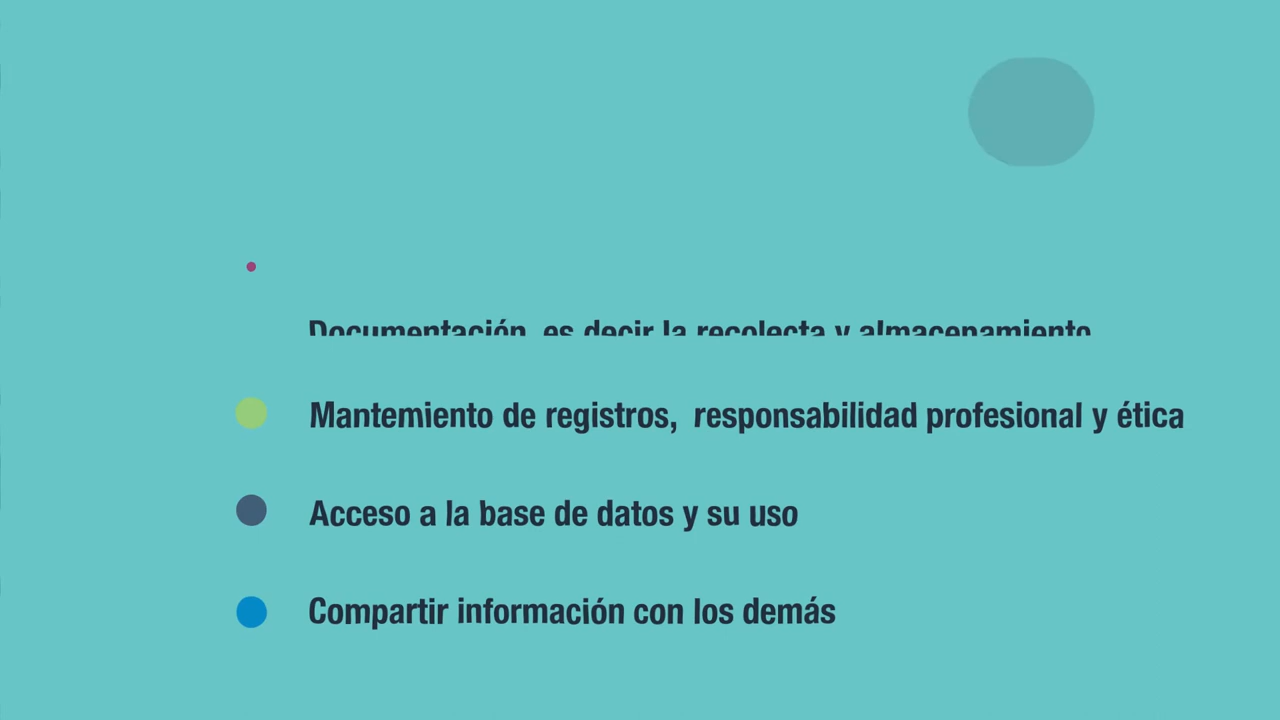 Documentación, es decir la recolecta y almacenamiento
Mantemiento de registros, responsabilidad profesional y ética
Acceso a la base de datos y su uso
Compartir información con los demás